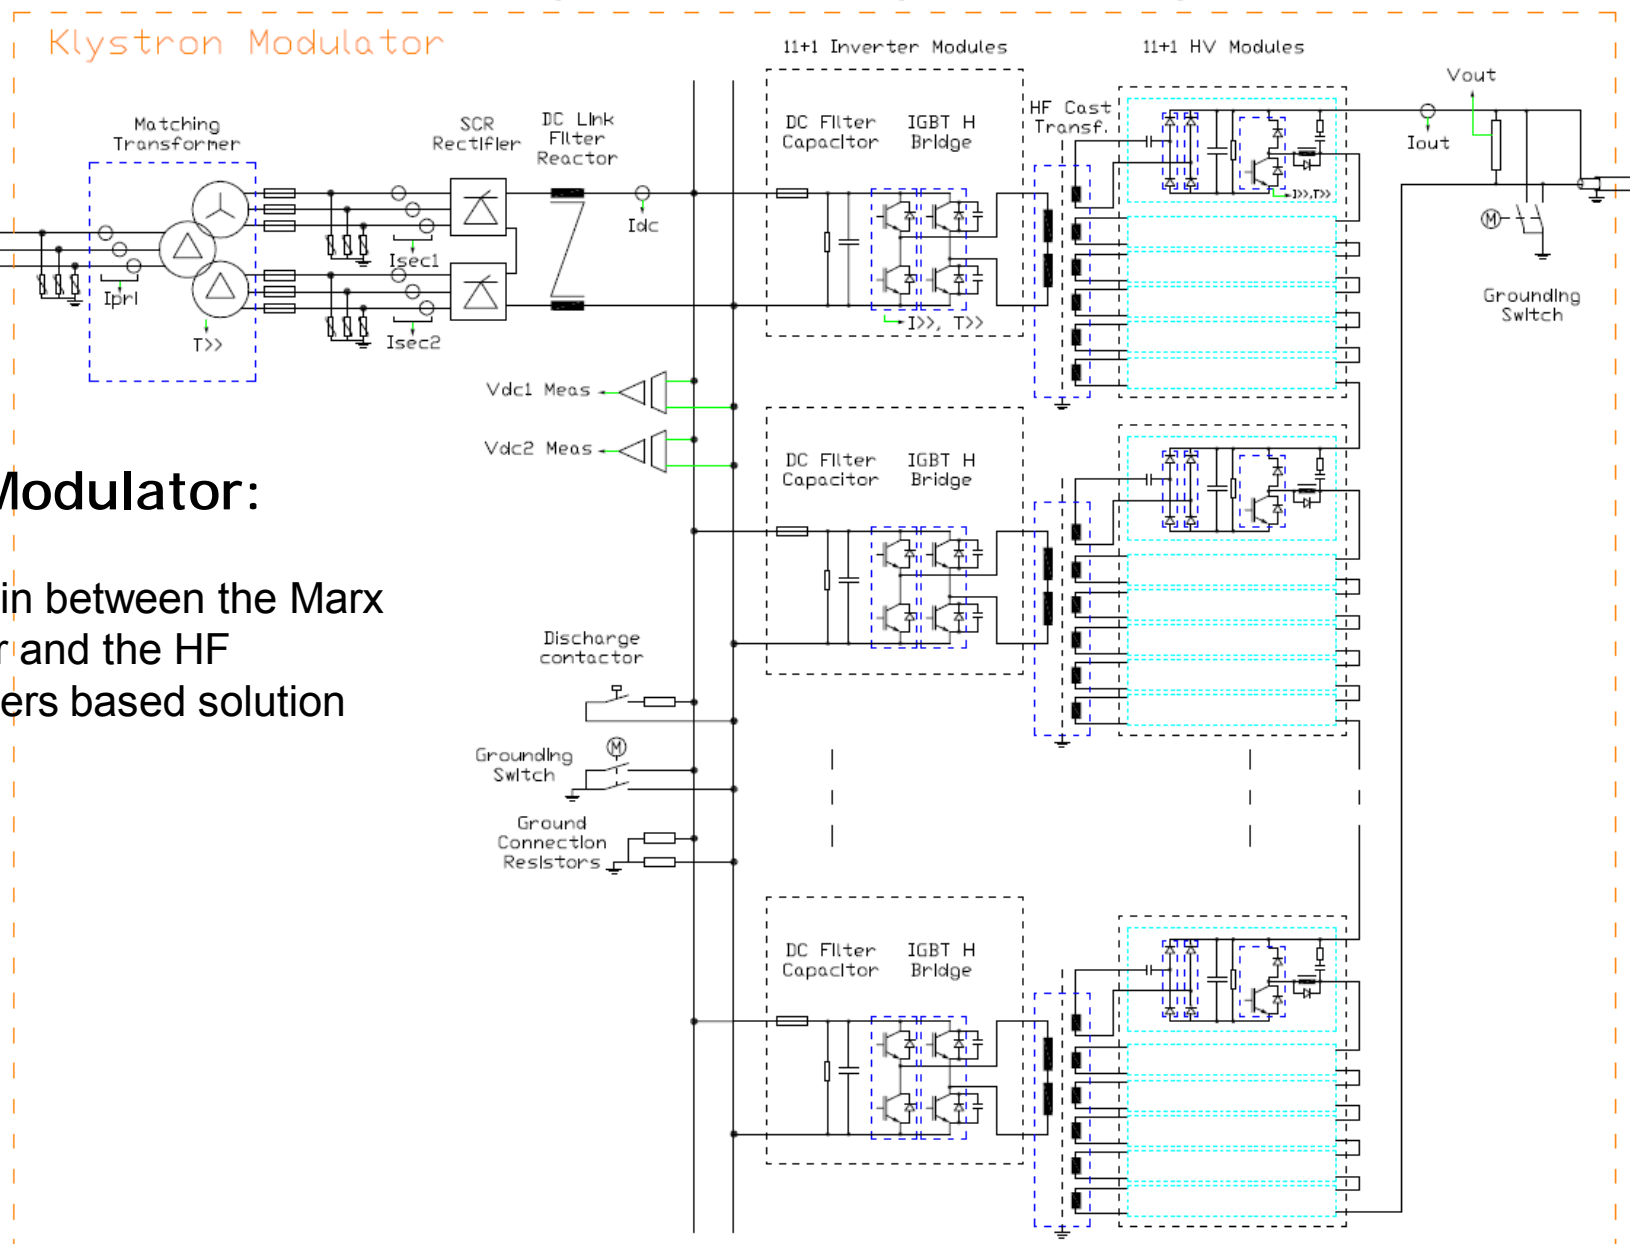 Klystron Modulator
11+1 Inverter Modules
11+1 HV Modules
Vout
Matching
Transformer
SCR
Rectifier
DC Link
Filter
Reactor
DC Filter
Capacitor
IGBT H
Bridge
HF Cast
Transf.
Iout
I>>,T>>
Idc
Isec1
Ipri
M
Grounding
Switch
I>>, T>>
T>>
Isec2
Vdc1 Meas
Vdc2 Meas
DC Filter
Capacitor
IGBT H
Bridge
Modulator:
in between the Marx
r and the HF
ers based solution
Discharge
contactor
Grounding
Switch
M
Ground
Connection
Resistors
DC Filter
Capacitor
IGBT H
Bridge